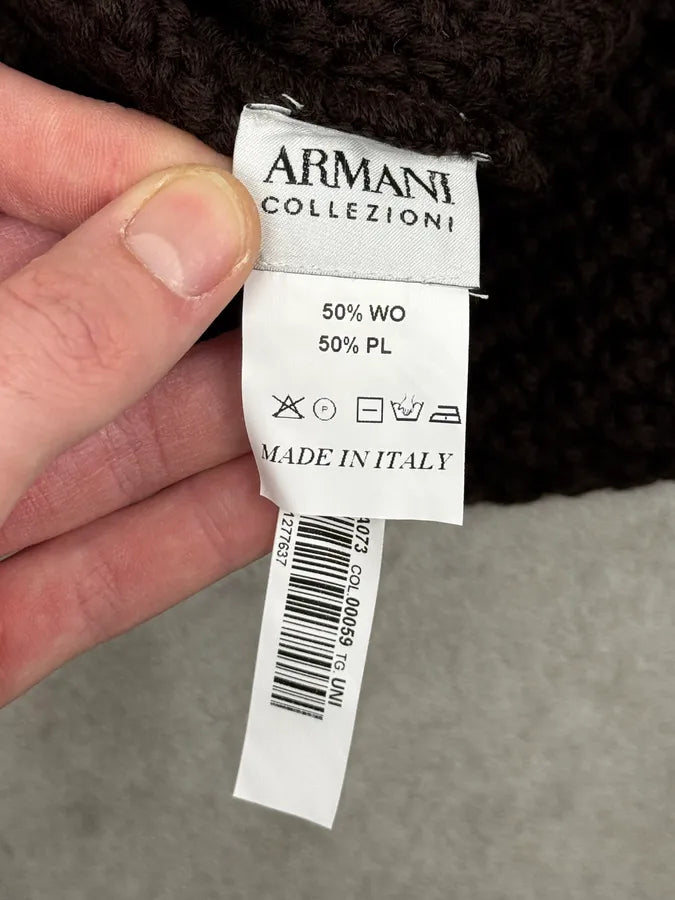 ARMANI
COLLEZIONI
50% WO
50% PL
P
MADE IN ITALY
1277637
073 COL.00059 TG. UNI